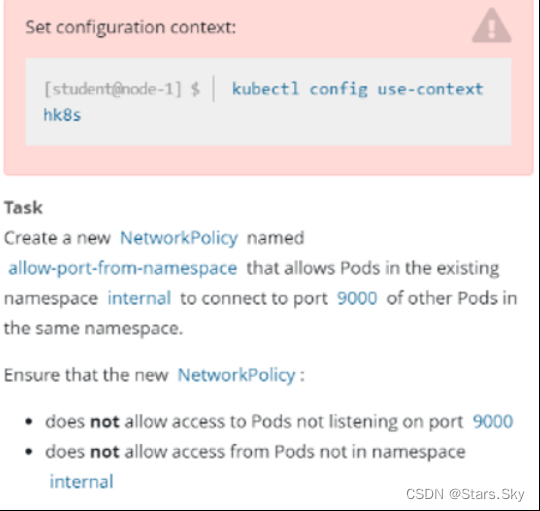 Set configuration context:
[student@node-1] $ | kubectl config use-context
hk8s
Task
Create a new NetworkPolicy named
allow-port-from-namespace that allows Pods in the existing
namespace internal to connect to port 9000 of other Pods in
the same namespace.
Ensure that the new NetworkPolicy :
• does not allow access to Pods not listening on port 9000
• does not allow access from Pods not in namespace
internal
CSDN @Stars.Sky